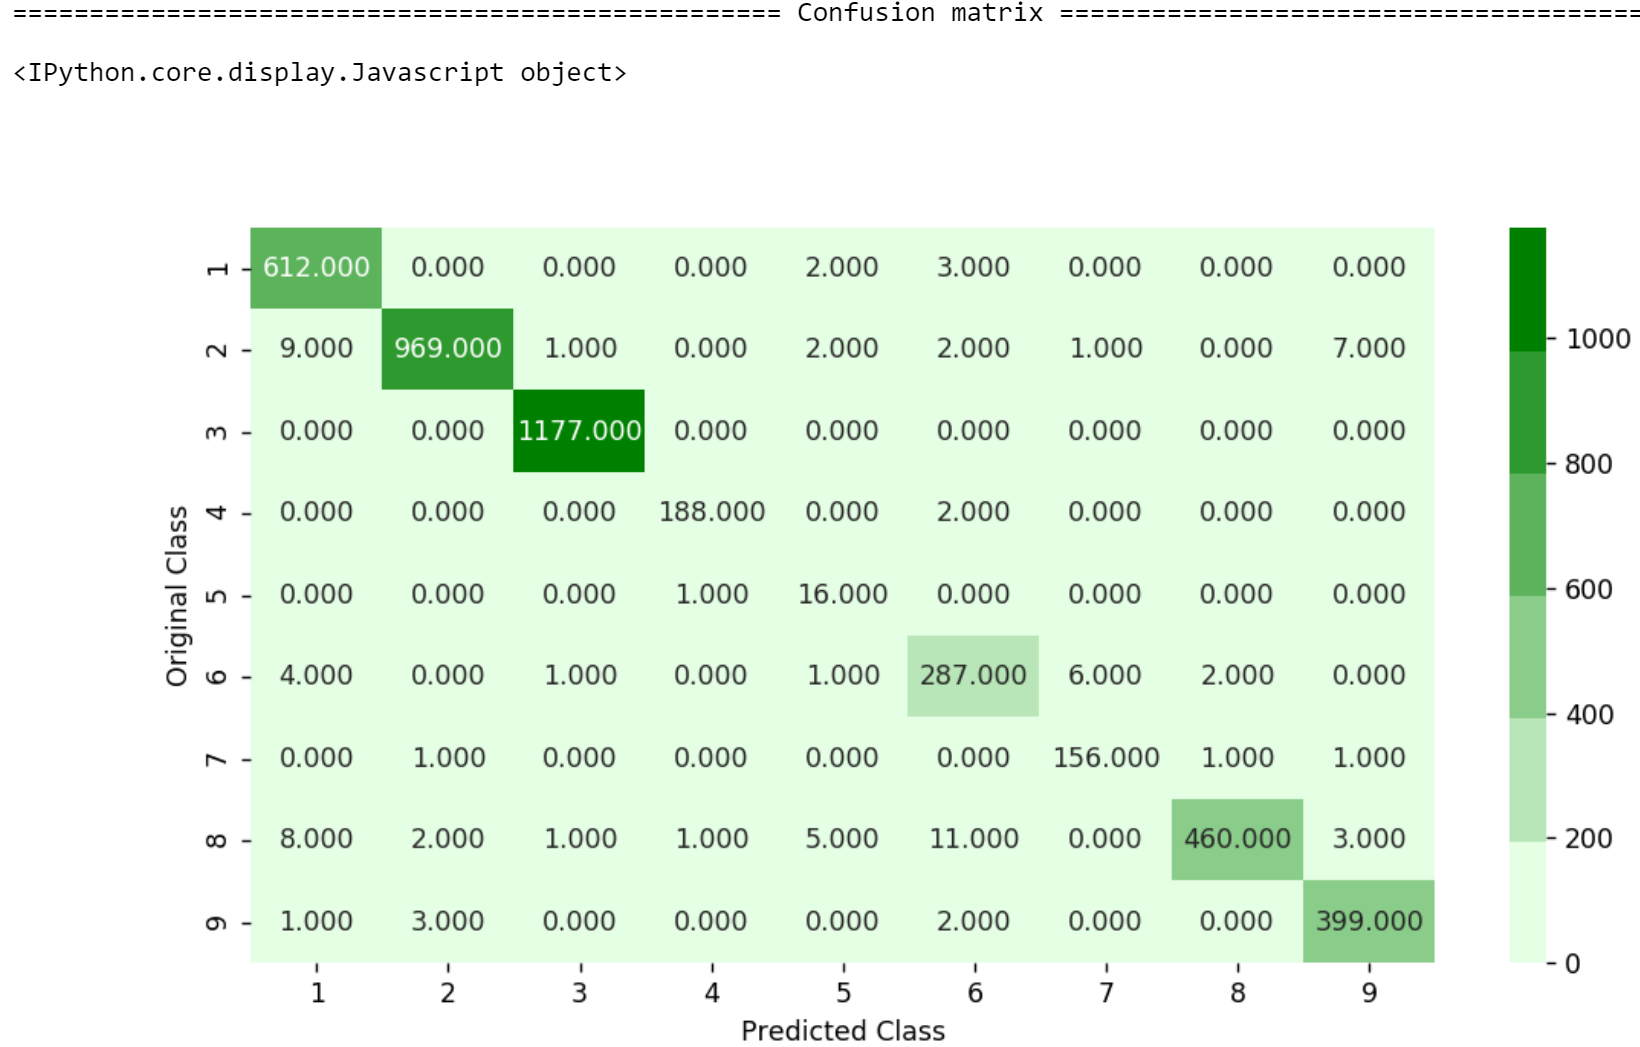 ================================================== Confusion matrix ======================================
<IPython.core.display.Javascript object>
1 612.000 0.000 0.000 0.000 2.000 3.000 0.000 0.000 0.000
2 9.000 969.000 1.000 0.000 2.000 2.000 1.000 0.000 7.000 1000
3 0.000 0.000 1177.000 0.000 0.000 0.000 0.000 0.000 0.000 800
4 0.000 0.000 0.000 188.000 0.000 2.000 0.000 0.000 0.000
5 0.000 0.000 0.000 1.000 16.000 0.000 0.000 0.000 0.000 600
Original Class
6 4.000 0.000 1.000 0.000 1.000 287.000 6.000 2.000 0.000 400
7 0.000 1.000 0.000 0.000 0.000 0.000 156.000 1.000 1.000
8 8.000 2.000 1.000 1.000 5.000 11.000 0.000 460.000 3.000 200
9 1.000 3.000 0.000 0.000 0.000 2.000 0.000 0.000 399.000 0
1 2 3 4 5 6 7 8 9
Predicted Class